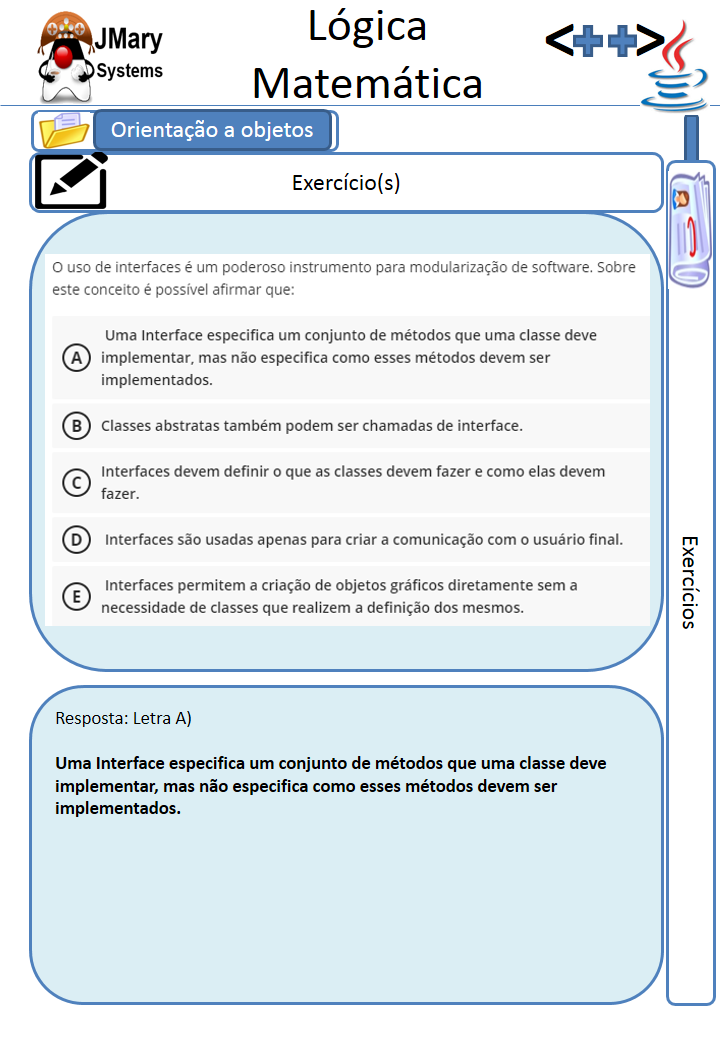 JMary
Systems
Lógica
Matemática
<++>
Orientação a objetos
Exercício(s)
O uso de interfaces é um poderoso instrumento para modularização de software. Sobre
este conceito é possível afirmar que:
A
Uma Interface especifica um conjunto de métodos que uma classe deve
implementar, mas não especifica como esses métodos devem ser
implementados.
B Classes abstratas também podem ser chamadas de interface.
C
Interfaces devem definir o que as classes devem fazer e como elas devem
fazer.
D Interfaces são usadas apenas para criar a comunicação com o usuário final.
E
Interfaces permitem a criação de objetos gráficos diretamente sem a
necessidade de classes que realizem a definição dos mesmos.
Exercícios
Resposta: Letra A)
Uma Interface especifica um conjunto de métodos que uma classe deve
implementar, mas não especifica como esses métodos devem ser
implementados.